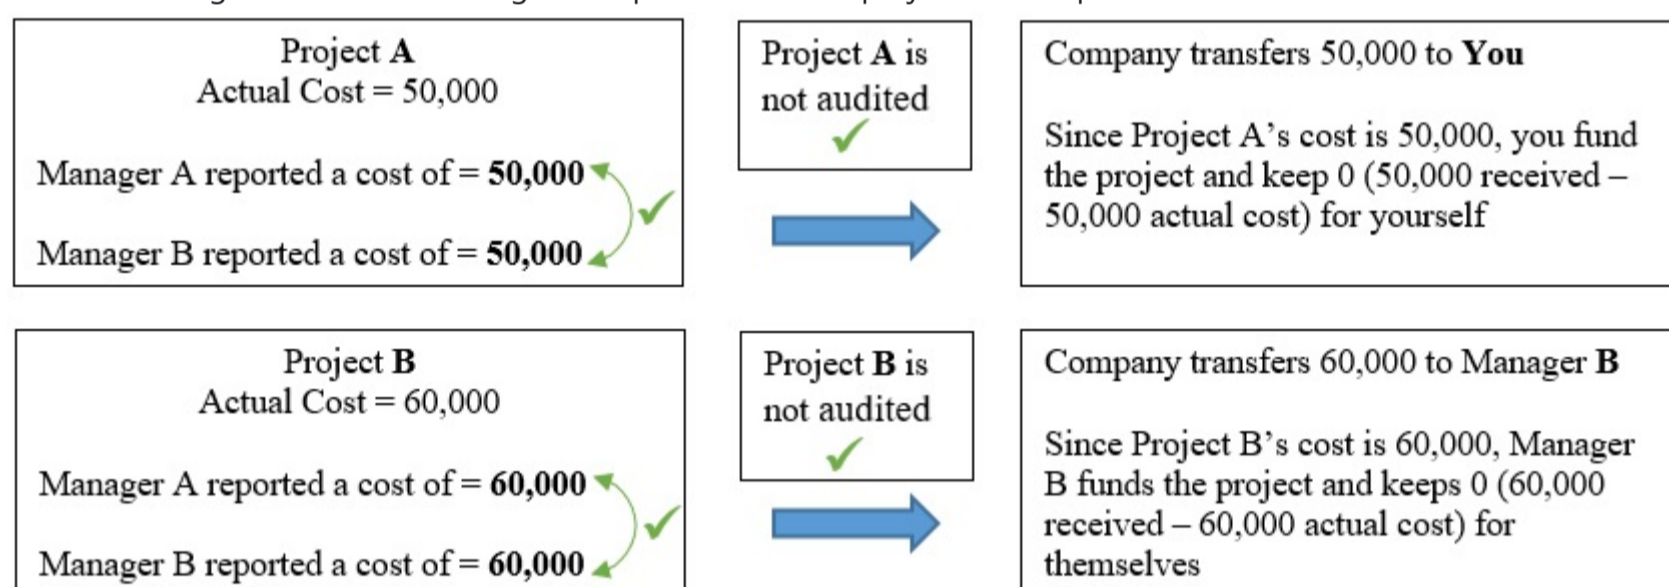 Project A
Actual Cost = 50,000
Manager A reported a cost of = 50,000
Manager B reported a cost of = 50,000
Project A is
not audited
Company transfers 50,000 to You
Since Project A's cost is 50,000, you fund
the project and keep 0 (50,000 received –
50,000 actual cost) for yourself
Project B
Actual Cost = 60,000
Manager A reported a cost of = 60,000
Manager B reported a cost of = 60,000
Project B is
not audited
Company transfers 60,000 to Manager B
Since Project B's cost is 60,000, Manager
B funds the project and keeps 0 (60,000
received – 60,000 actual cost) for
themselves